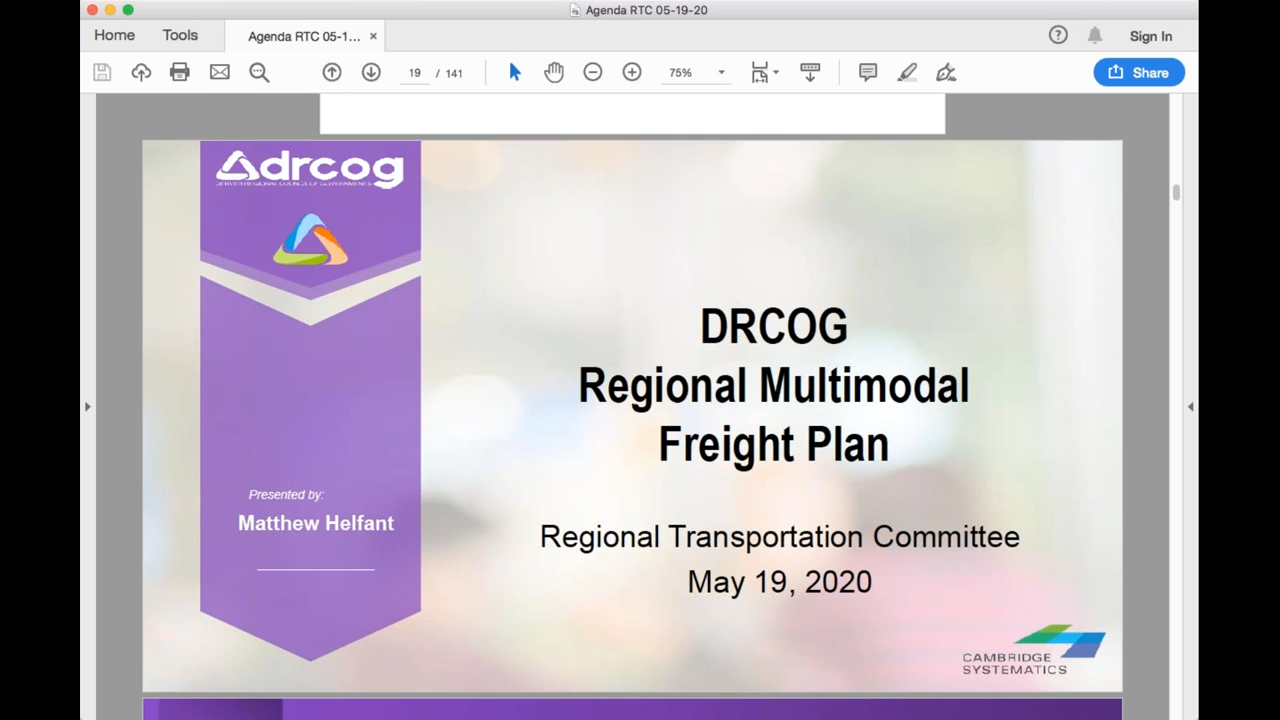 Agenda RTC 05-19-20
Home
Tools
Agenda RTC 05-1... ×
Sign In
19 / 141
75%
Share
drcog
DRCOG
Regional Multimodal
Freight Plan
Presented by:
Matthew Helfant
Regional Transportation Committee
May 19, 2020
CAMBRIDGE
SYSTEMATICS